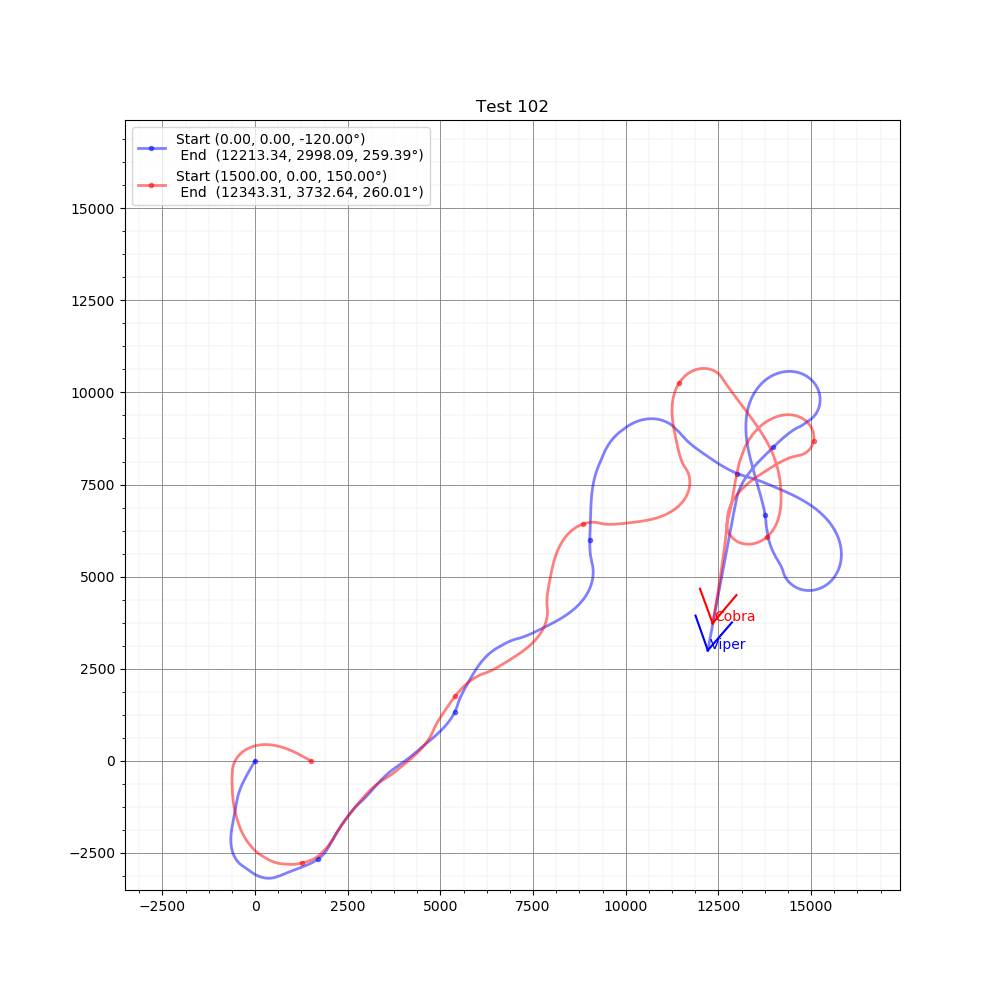 Test 102
Start (0.00, 0.00, -120.00°)
End  (12213.34, 2998.09, 259.39°)
Start (1500.00, 0.00, 150.00°)
End  (12343.31, 3732.64, 260.01°)
15000
12500
10000
7500
5000
2500
0
−2500
Cobra
Viper
−2500 0 2500 5000 7500 10000 12500 15000